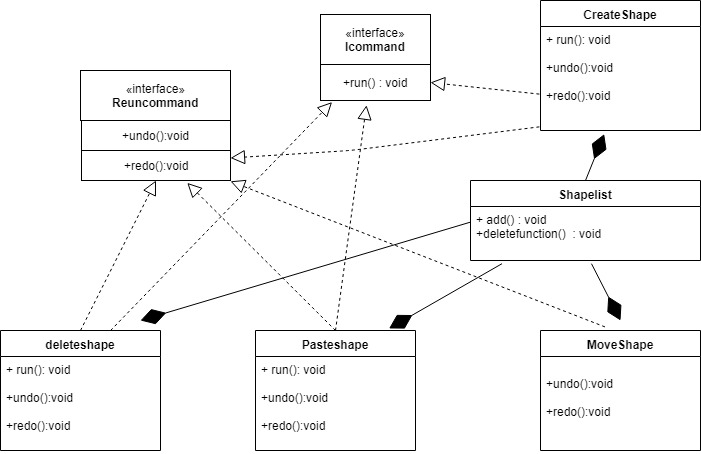 «interface»
Icommand
+run() : void
CreateShape
+ run(): void
+undo():void
+redo():void
«interface»
Reuncommand
+undo():void
+redo():void
Shapelist
+ add() : void
+deletefunction() : void
deleteshape
+ run(): void
+undo():void
+redo():void
Pasteshape
+ run(): void
+undo():void
+redo():void
MoveShape
+undo():void
+redo():void